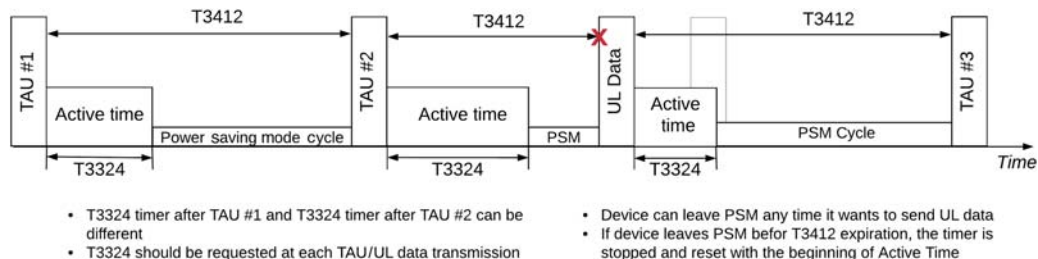 T3412
T3412
T3412
TAU #1
Active time
Power saving mode cycle
TAU #2
Active time
PSM
UL Data
Active
time
PSM Cycle
TAU #3
T3324
T3324
T3324
Time
• T3324 timer after TAU #1 and T3324 timer after TAU #2 can be
different
• T3324 should be requested at each TAU/UL data transmission
• Device can leave PSM any time it wants to send UL data
• If device leaves PSM befor T3412 expiration, the timer is
stopped and reset with the beginning of Active Time